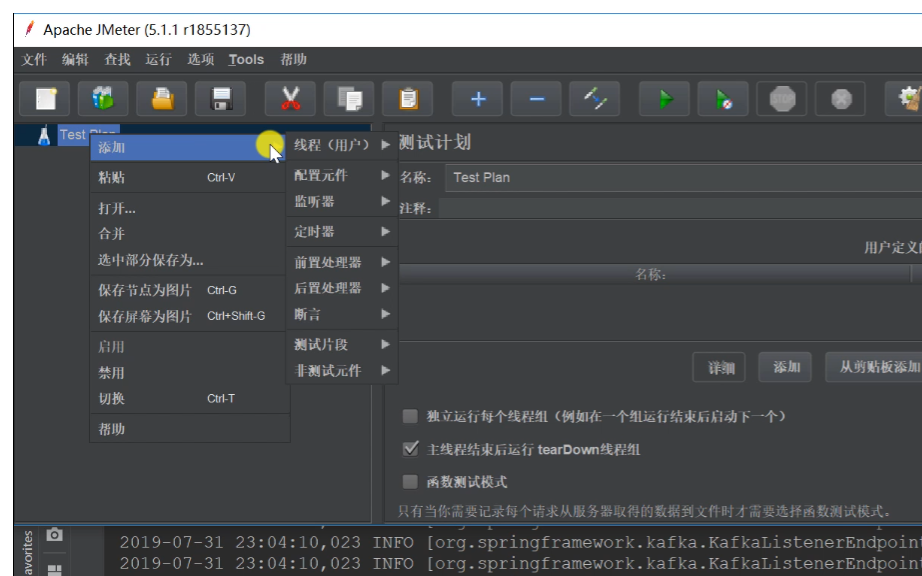 Apache JMeter (5.1.1 r1855137)
文件 编辑 查找 运行 选项 Tools 帮助
STOP
Test Plan
添加
粘贴 Ctrl-V
打开...
合并
选中部分保存为...
保存节点为图片 Ctrl-G
保存屏幕为图片 Ctrl+Shift-G
启用
禁用
切换 Ctrl-T
帮助
线程（用户）
配置元件
监听器
定时器
前置处理器
后置处理器
断言
测试片段
非测试元件
测试计划
名称: Test Plan
注释:
用户定义的
名称:
详细 添加 从剪贴板添加
独立运行每个线程组（例如在一个组运行结束后启动下一个）
主线程结束后运行 tearDown线程组
函数测试模式
只有当你需要记录每个请求从服务器取得的数据到文件时才需要选择函数测试模式。
avorites
2019-07-31 23:04:10,023 INFO [org.springframework.kafka.KafkaListenerEndpoint
2019-07-31 23:04:10,023 INFO [org.springframework.kafka.KafkaListenerEndpoint